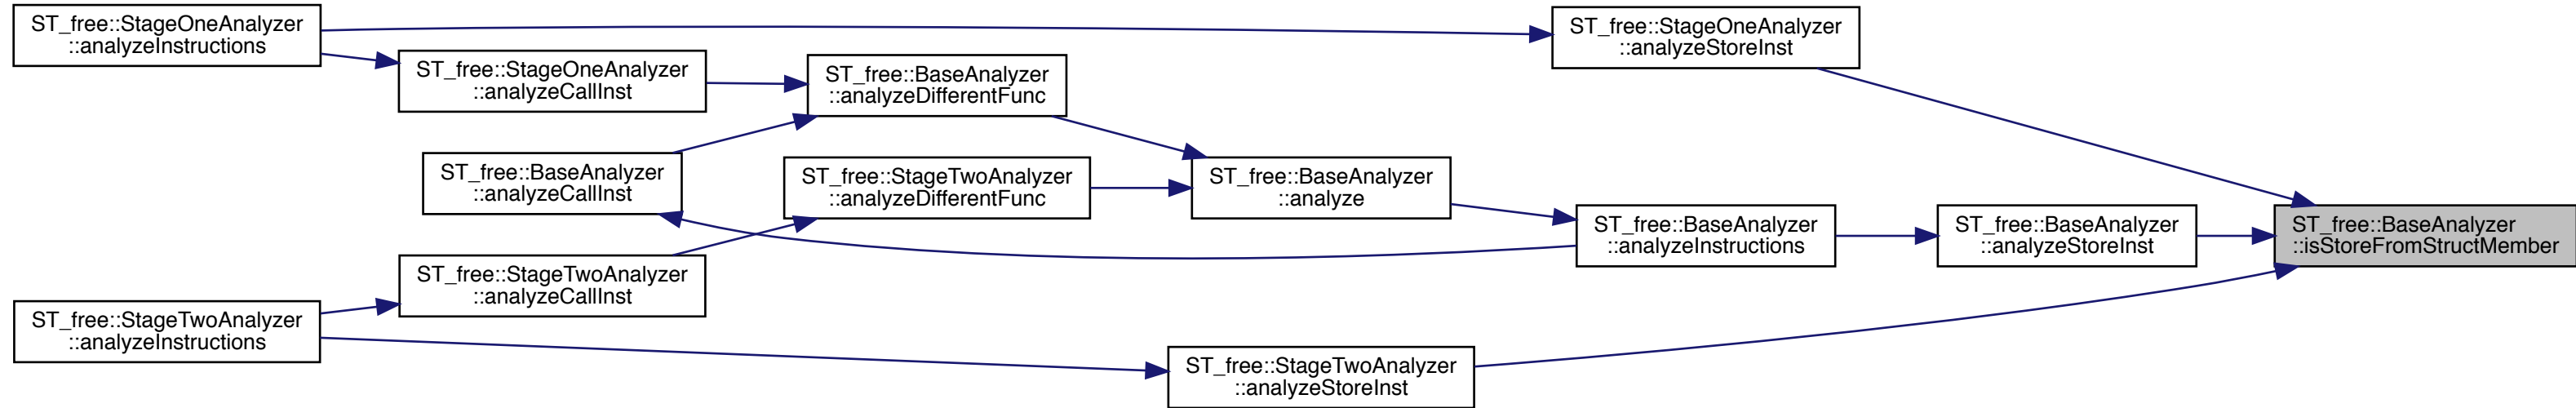 ST_free::StageOneAnalyzer
::analyzeInstructions
ST_free::StageOneAnalyzer
::analyzeStoreInst
ST_free::StageOneAnalyzer
::analyzeCallInst
ST_free::BaseAnalyzer
::analyzeDifferentFunc
ST_free::BaseAnalyzer
::analyzeCallInst
ST_free::StageTwoAnalyzer
::analyzeDifferentFunc
ST_free::BaseAnalyzer
::analyze
ST_free::BaseAnalyzer
::analyzeInstructions
ST_free::BaseAnalyzer
::analyzeStoreInst
ST_free::BaseAnalyzer
::isStoreFromStructMember
ST_free::StageTwoAnalyzer
::analyzeCallInst
ST_free::StageTwoAnalyzer
::analyzeInstructions
ST_free::StageTwoAnalyzer
::analyzeStoreInst